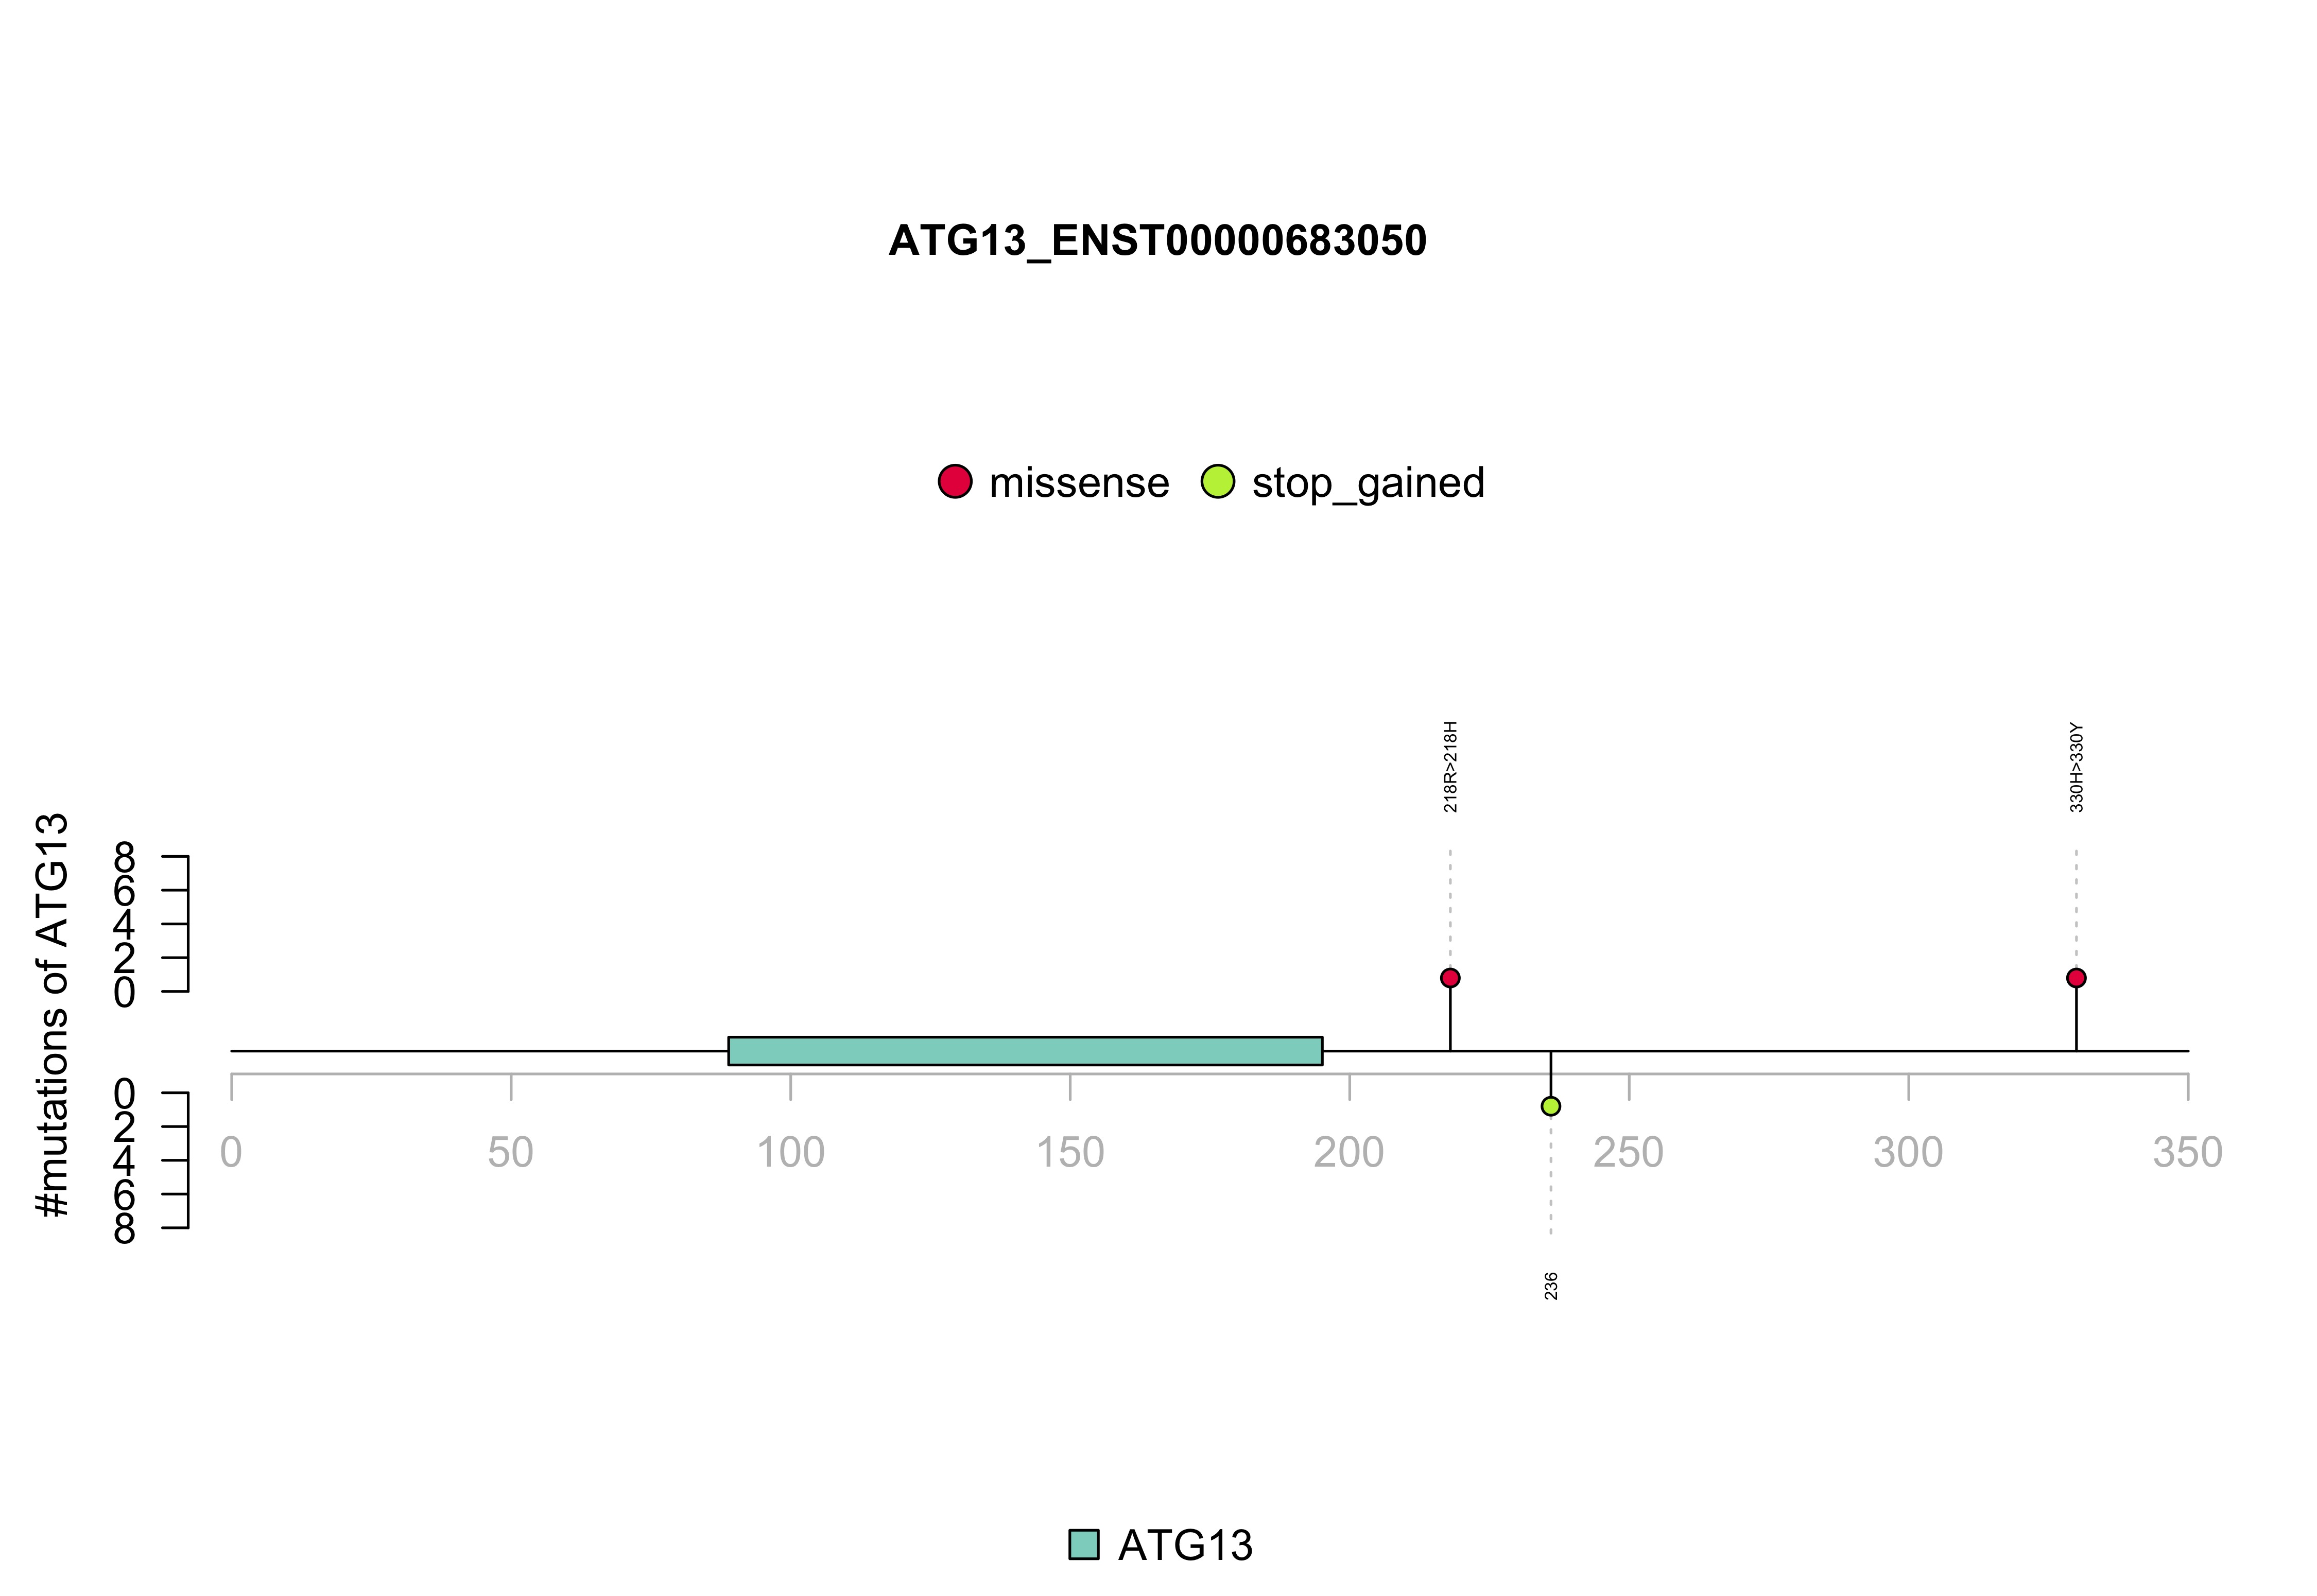 ATG13_ENST00000683050
missense
stop_gained
218R>218H
330H>330Y
#mutations of ATG13
8
6
4
2
0
0
2
4
6
8
0 50 100 150 200 250 300 350
236
ATG13